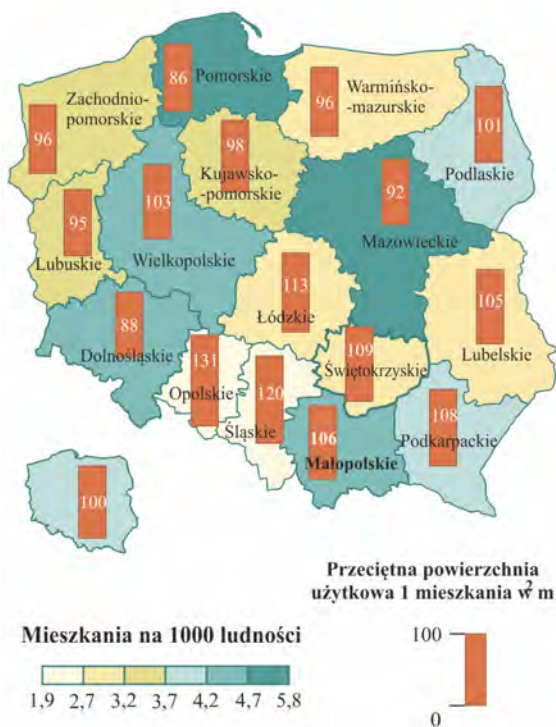 86
Pomorskie
Zachodnio-
pomorskie
96
Warmińsko-
-mazurskie
96
101
Podlaskie
98
Kujawsko-
-pomorskie
103
Wielkopolskie
92
Mazowieckie
95
Lubuskie
113
Łódzkie
105
Lubelskie
88
Dolnośląskie
131
Opolskie
109
Świętokrzyskie
120
Śląskie
106
Małopolskie
108
Podkarpackie
100
Przeciętna powierzchnia
użytkowa 1 mieszkania w m²
100
0
Mieszkania na 1000 ludności
1,9 2,7 3,2 3,7 4,2 4,7 5,8